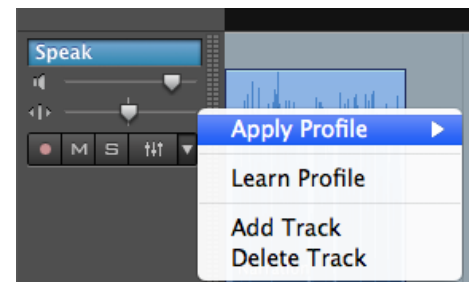 Speak
M S
Apply Profile
Learn Profile
Add Track
Delete Track